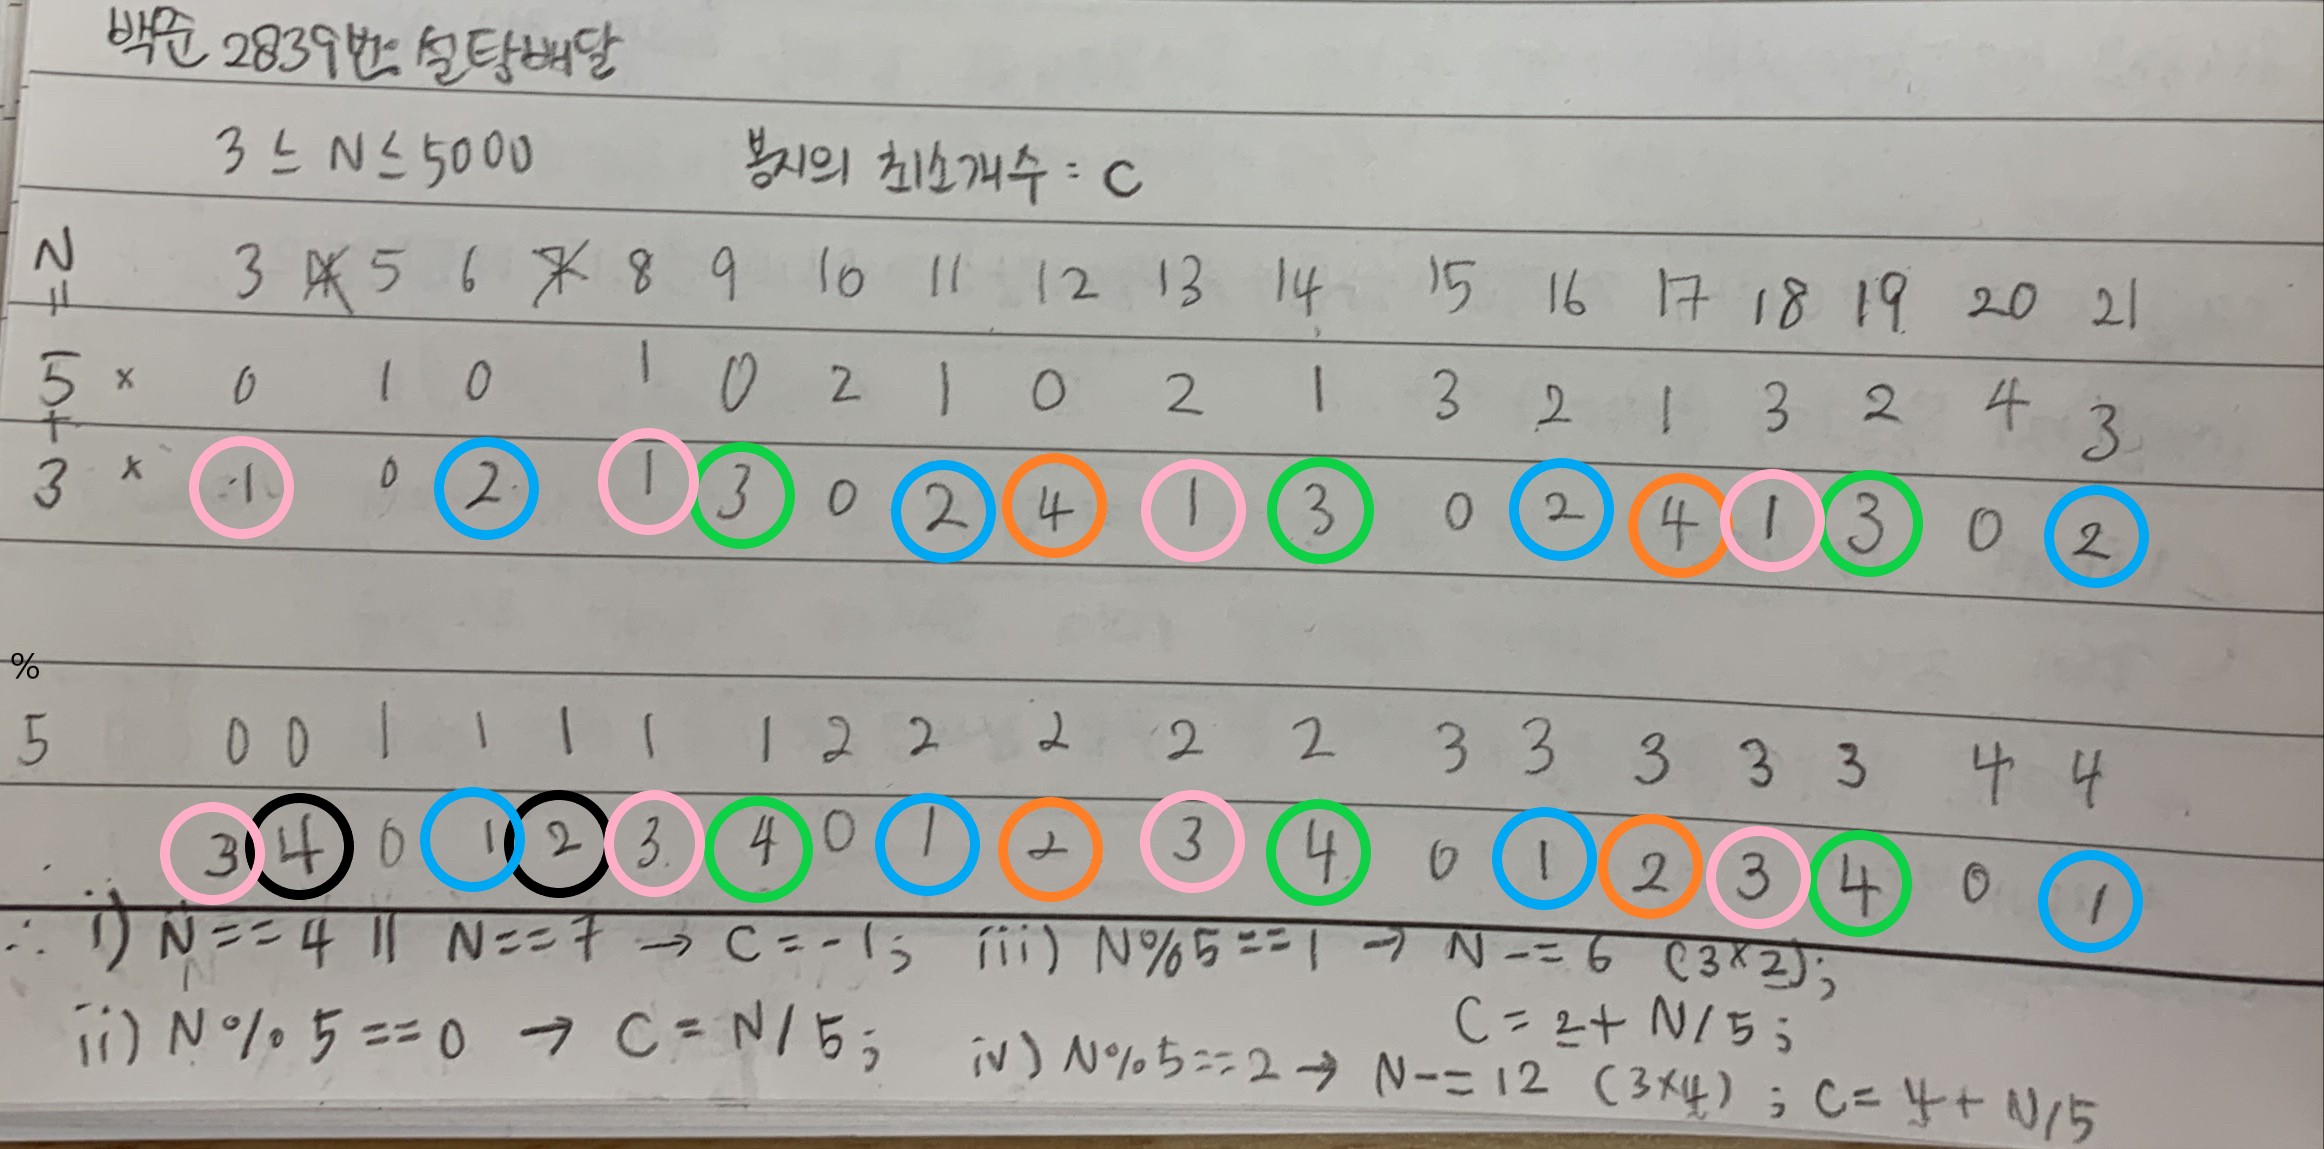 백준 2839번: 설탕배달
3 ≤ N ≤ 5000 봉지의 최소개수 : C
N 3 4 5 6 7 8 9 10 11 12 13 14 15 16 17 18 19 20 21
=
5 × 0 1 0 1 0 2 1 0 2 1 3 2 1 3 2 4 3
+
3 × 1 0 2 1 3 0 2 4 1 3 0 2 4 1 3 0 2
%
5 0 0 1 1 1 1 1 2 2 2 2 2 3 3 3 3 3 4 4
3 4 0 1 2 3 4 0 1 2 3 4 0 1 2 3 4 0 1
∴ i) N==4 || N==7 → C=-1; iii) N%5==1 → N-=6 (3×2);
C=2+N/5;
ii) N%5==0 → C=N/5; iv) N%5==2 → N-=12 (3×4); C=4+N/5